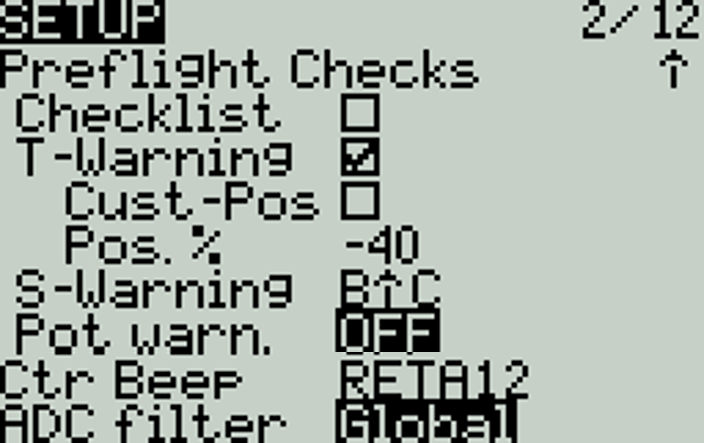 SETUP 2/12
Preflight Checks ↑
Checklist
T-Warning
Cust-Pos
Pos. % -40
S-Warning B↑C
Pot warn. OFF
Ctr Beep RETA12
ADC filter Global